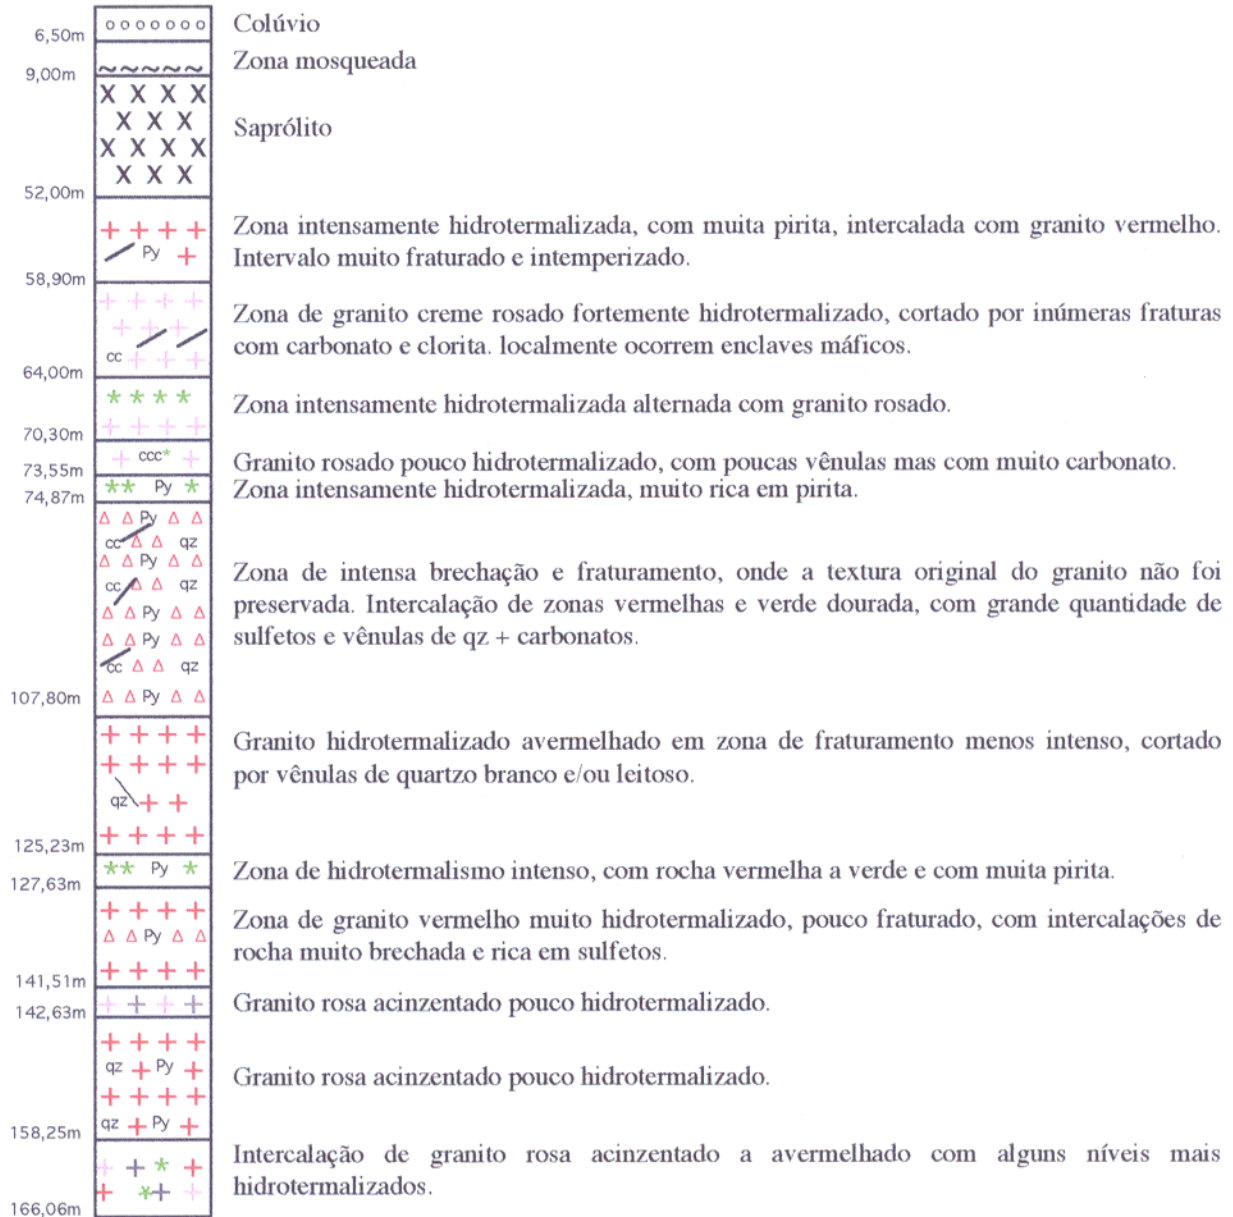 Colúvio
6,50m
Zona mosqueada
9,00m
X X X X
X X X
Saprólito
X X X X
X X X
52,00m
Zona intensamente hidrotermalizada, com muita pirita, intercalada com granito vermelho.
Py
Intervalo muito fraturado e intemperizado.
58,90m
Zona de granito creme rosado fortemente hidrotermalizado, cortado por inúmeras fraturas
cc
com carbonato e clorita. localmente ocorrem enclaves máficos.
64,00m
Zona intensamente hidrotermalizada alternada com granito rosado.
70,30m
ccc*
Granito rosado pouco hidrotermalizado, com poucas vênulas mas com muito carbonato.
73,55m
** Py *
Zona intensamente hidrotermalizada, muito rica em pirita.
74,87m
Py
cc qz
Py
cc qz
Zona de intensa brechação e fraturamento, onde a textura original do granito não foi
Py
preservada. Intercalação de zonas vermelhas e verde dourada, com grande quantidade de
Py
sulfetos e vênulas de qz + carbonatos.
cc qz
Py
107,80m
Granito hidrotermalizado avermelhado em zona de fraturamento menos intenso, cortado
por vênulas de quartzo branco e/ou leitoso.
qz
125,23m
** Py *
Zona de hidrotermalismo intenso, com rocha vermelha a verde e com muita pirita.
127,63m
Zona de granito vermelho muito hidrotermalizado, pouco fraturado, com intercalações de
Py
rocha muito brechada e rica em sulfetos.
141,51m
Granito rosa acinzentado pouco hidrotermalizado.
142,63m
qz Py
Granito rosa acinzentado pouco hidrotermalizado.
qz Py
158,25m
Intercalação de granito rosa acinzentado a avermelhado com alguns níveis mais
hidrotermalizados.
166,06m